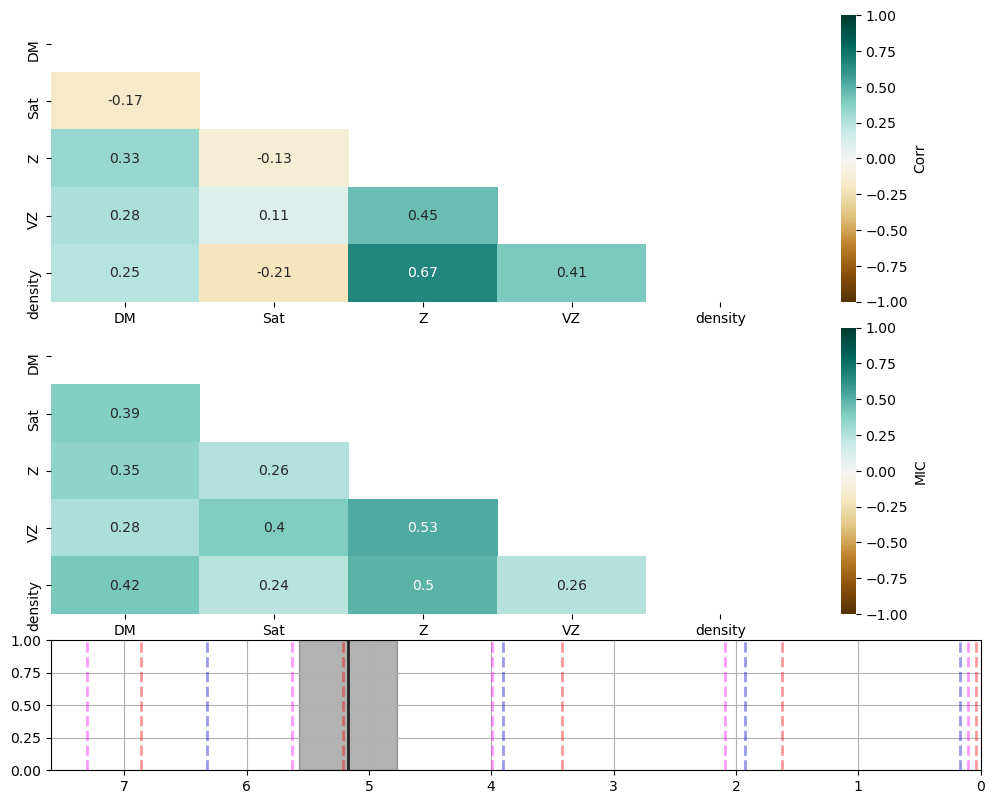 DM
Sat
Z
VZ
density
-0.17
0.33
-0.13
0.28
0.11
0.45
0.25
-0.21
0.67
0.41
DM
Sat
Z
VZ
density
1.00
0.75
0.50
0.25
0.00
−0.25
−0.50
−0.75
−1.00
Corr
DM
Sat
Z
VZ
density
0.39
0.35
0.26
0.28
0.4
0.53
0.42
0.24
0.5
0.26
DM
Sat
Z
VZ
density
1.00
0.75
0.50
0.25
0.00
−0.25
−0.50
−0.75
−1.00
MIC
1.00
0.75
0.50
0.25
0.00
7
6
5
4
3
2
1
0